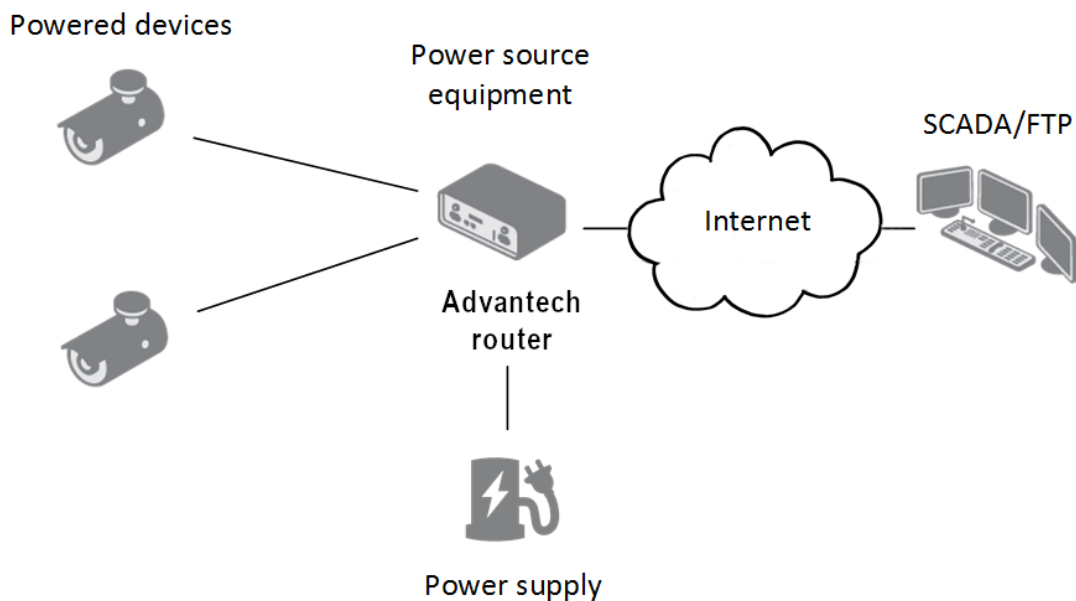 Powered devices
Power source
equipment
SCADA/FTP
Internet
Advantech
router
Power supply